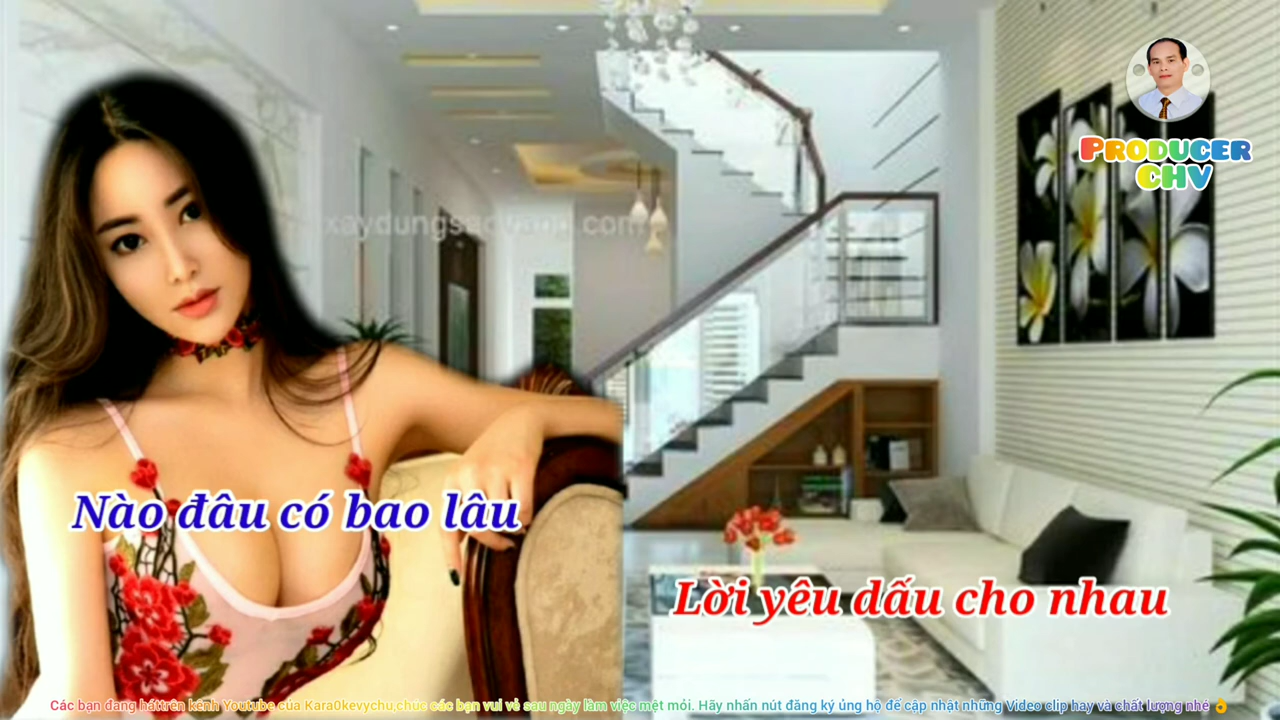 PRODUCER
CHV
Nào đâu có bao lâu
Lời yêu dấu cho nhau
Các bạn đang háttrên kênh Youtube của Kara0kevychu,chúc các bạn vui vẻ sau ngày làm việc mệt mỏi. Hãy nhấn nút đăng ký ủng hộ để cập nhật những Video clip hay và chất lượng nhé 👌